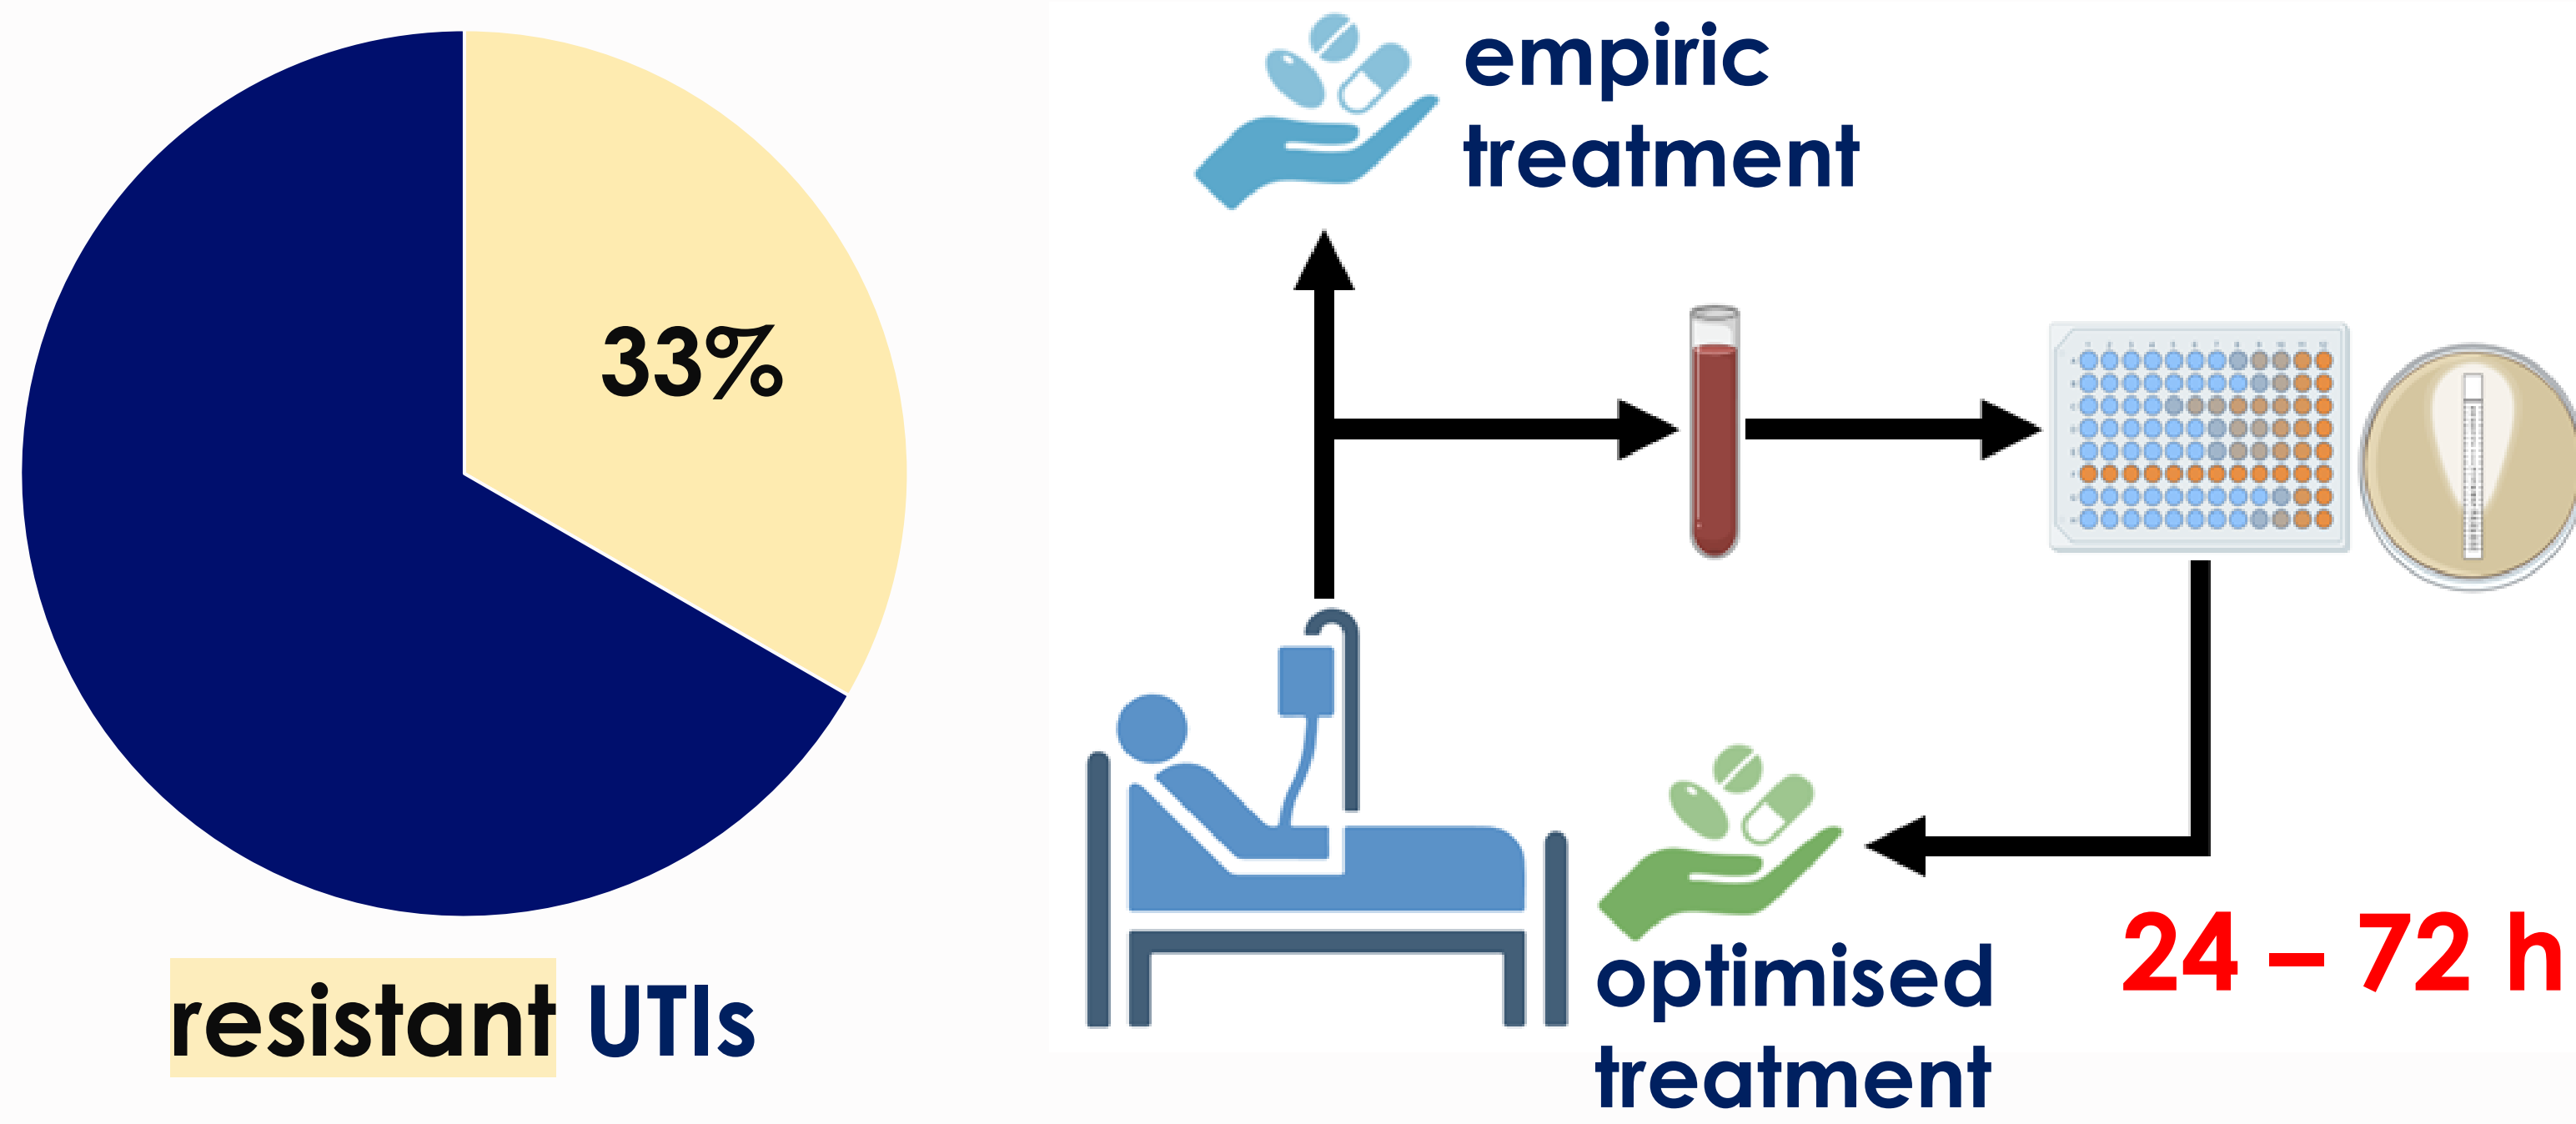 33%
resistant UTIs
empiric
treatment
optimised
treatment
24 – 72 h